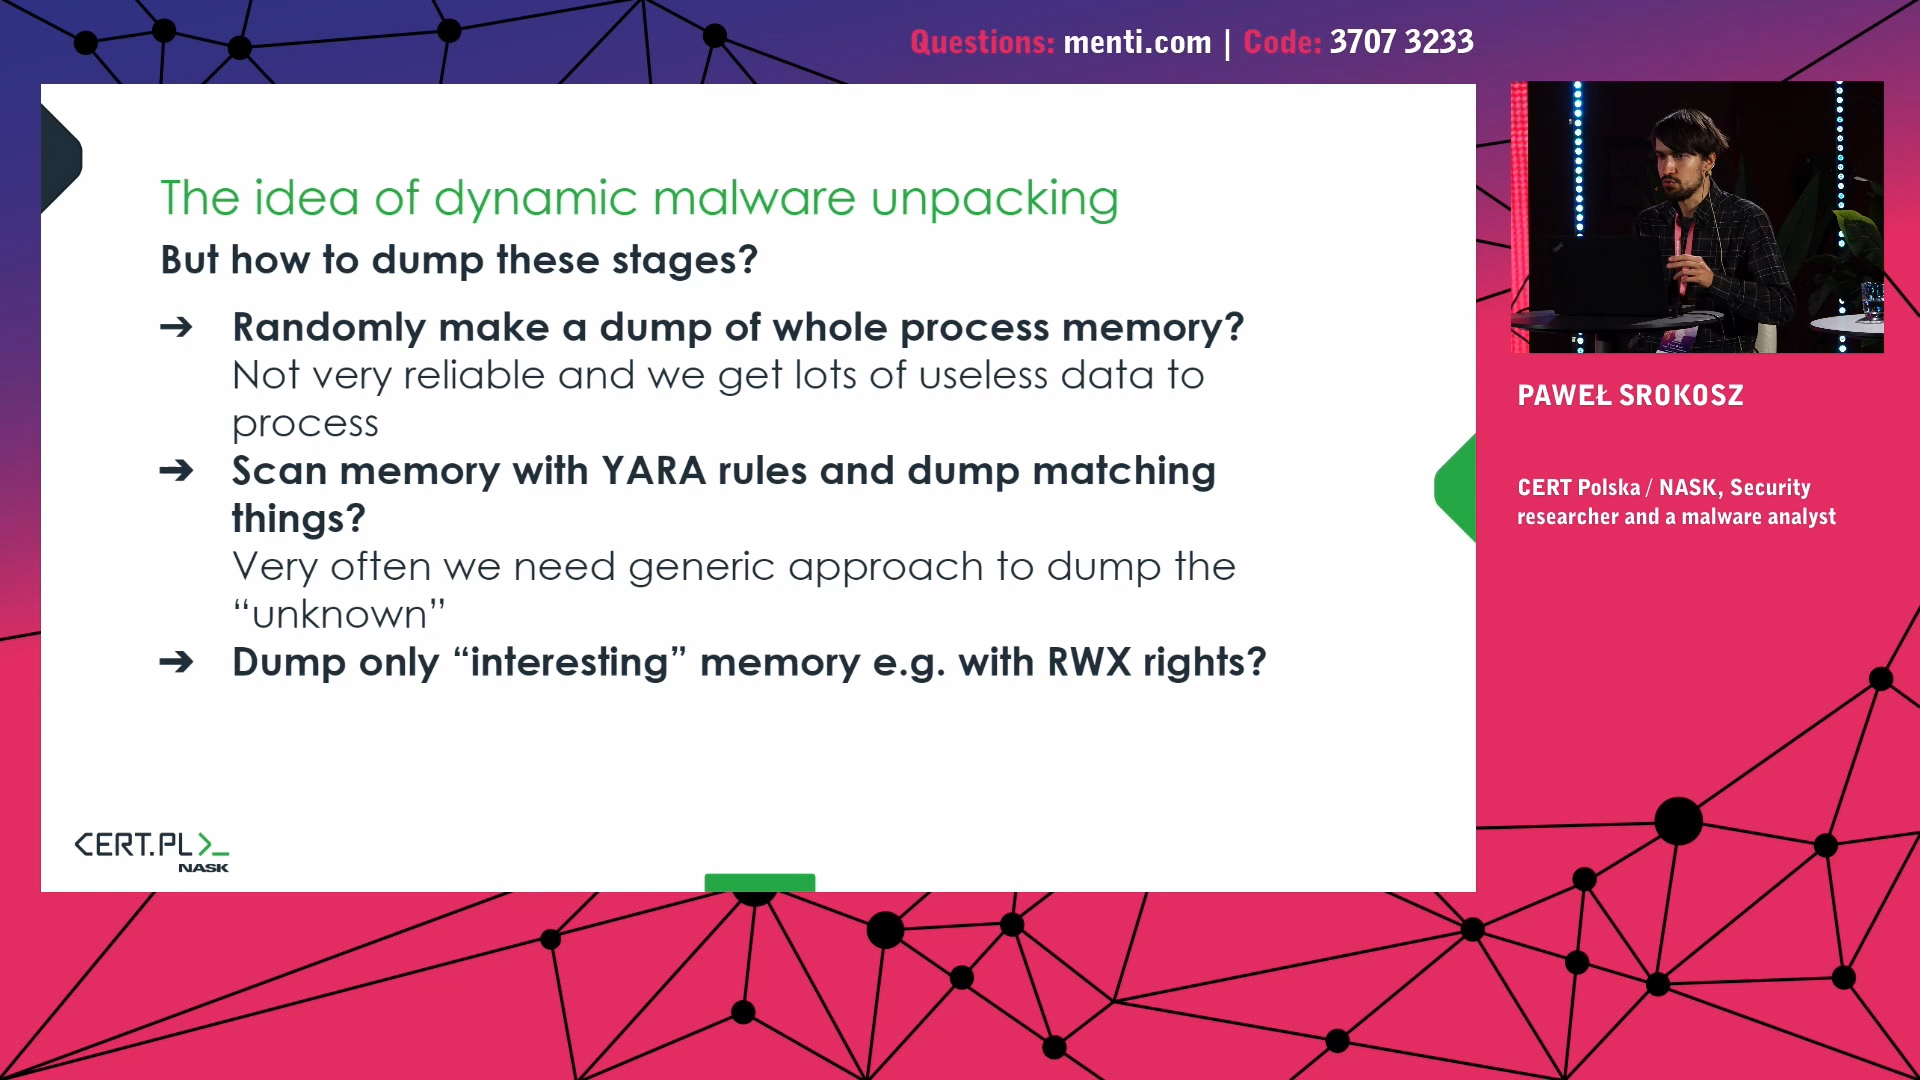 Questions: menti.com | Code: 3707 3233
The idea of dynamic malware unpacking
But how to dump these stages?
➔ Randomly make a dump of whole process memory?
Not very reliable and we get lots of useless data to
process
➔ Scan memory with YARA rules and dump matching
things?
Very often we need generic approach to dump the
“unknown”
➔ Dump only “interesting” memory e.g. with RWX rights?
<CERT.PL>_
NASK
PAWEŁ SROKOSZ
CERT Polska / NASK, Security
researcher and a malware analyst